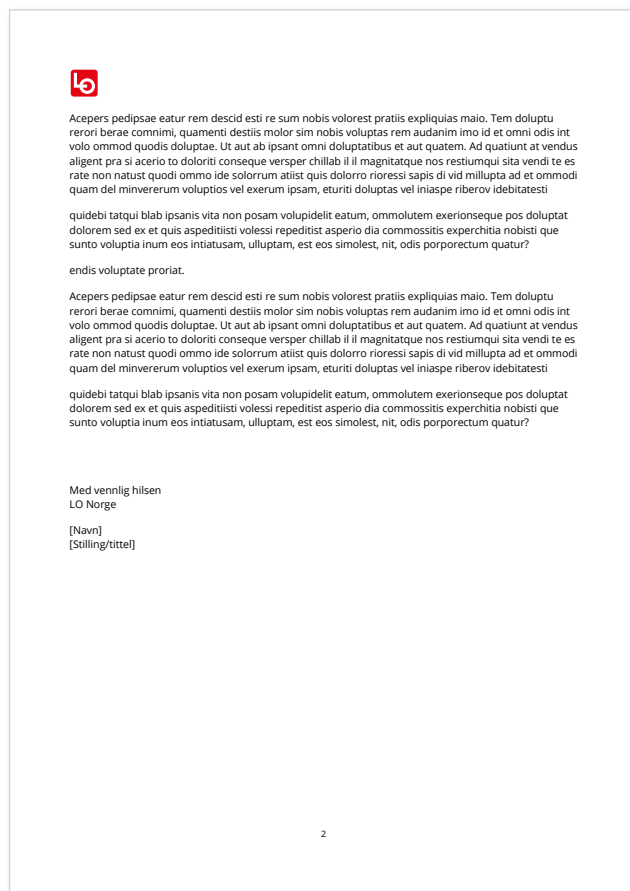 LO
Acepers pedipsae eatur rem descid esti re sum nobis volorest pratiis expliquias maio. Tem doluptu
rerori berae comnimi, quamenti destiis molor sim nobis voluptas rem audanim imo id et omni odis int
volo ommod quodis doluptae. Ut aut ab ipsant omni doluptatibus et aut quatem. Ad quatiunt at vendus
aligent pra si acerio to doloriti conseque versper chillab il il magnitatque nos restiumqui sita vendi te es
rate non natust quodi ommo ide solorrum atiist quis dolorro rioressi sapis di vid millupta ad et ommodi
quam del minvererum voluptios vel exerum ipsam, eturiti doluptas vel iniaspe riberov idebitatesti
quidebi tatqui blab ipsanis vita non posam volupidelit eatum, ommolutem exerionseque pos doluptat
dolorem sed ex et quis aspeditiisti volessi repeditist asperio dia commossitis experchitia nobisti que
sunto voluptia inum eos intiatusam, ulluptam, est eos simolest, nit, odis porporectum quatur?
endis voluptate proriat.
Acepers pedipsae eatur rem descid esti re sum nobis volorest pratiis expliquias maio. Tem doluptu
rerori berae comnimi, quamenti destiis molor sim nobis voluptas rem audanim imo id et omni odis int
volo ommod quodis doluptae. Ut aut ab ipsant omni doluptatibus et aut quatem. Ad quatiunt at vendus
aligent pra si acerio to doloriti conseque versper chillab il il magnitatque nos restiumqui sita vendi te es
rate non natust quodi ommo ide solorrum atiist quis dolorro rioressi sapis di vid millupta ad et ommodi
quam del minvererum voluptios vel exerum ipsam, eturiti doluptas vel iniaspe riberov idebitatesti
quidebi tatqui blab ipsanis vita non posam volupidelit eatum, ommolutem exerionseque pos doluptat
dolorem sed ex et quis aspeditiisti volessi repeditist asperio dia commossitis experchitia nobisti que
sunto voluptia inum eos intiatusam, ulluptam, est eos simolest, nit, odis porporectum quatur?
Med vennlig hilsen
LO Norge
[Navn]
[Stilling/tittel]
2